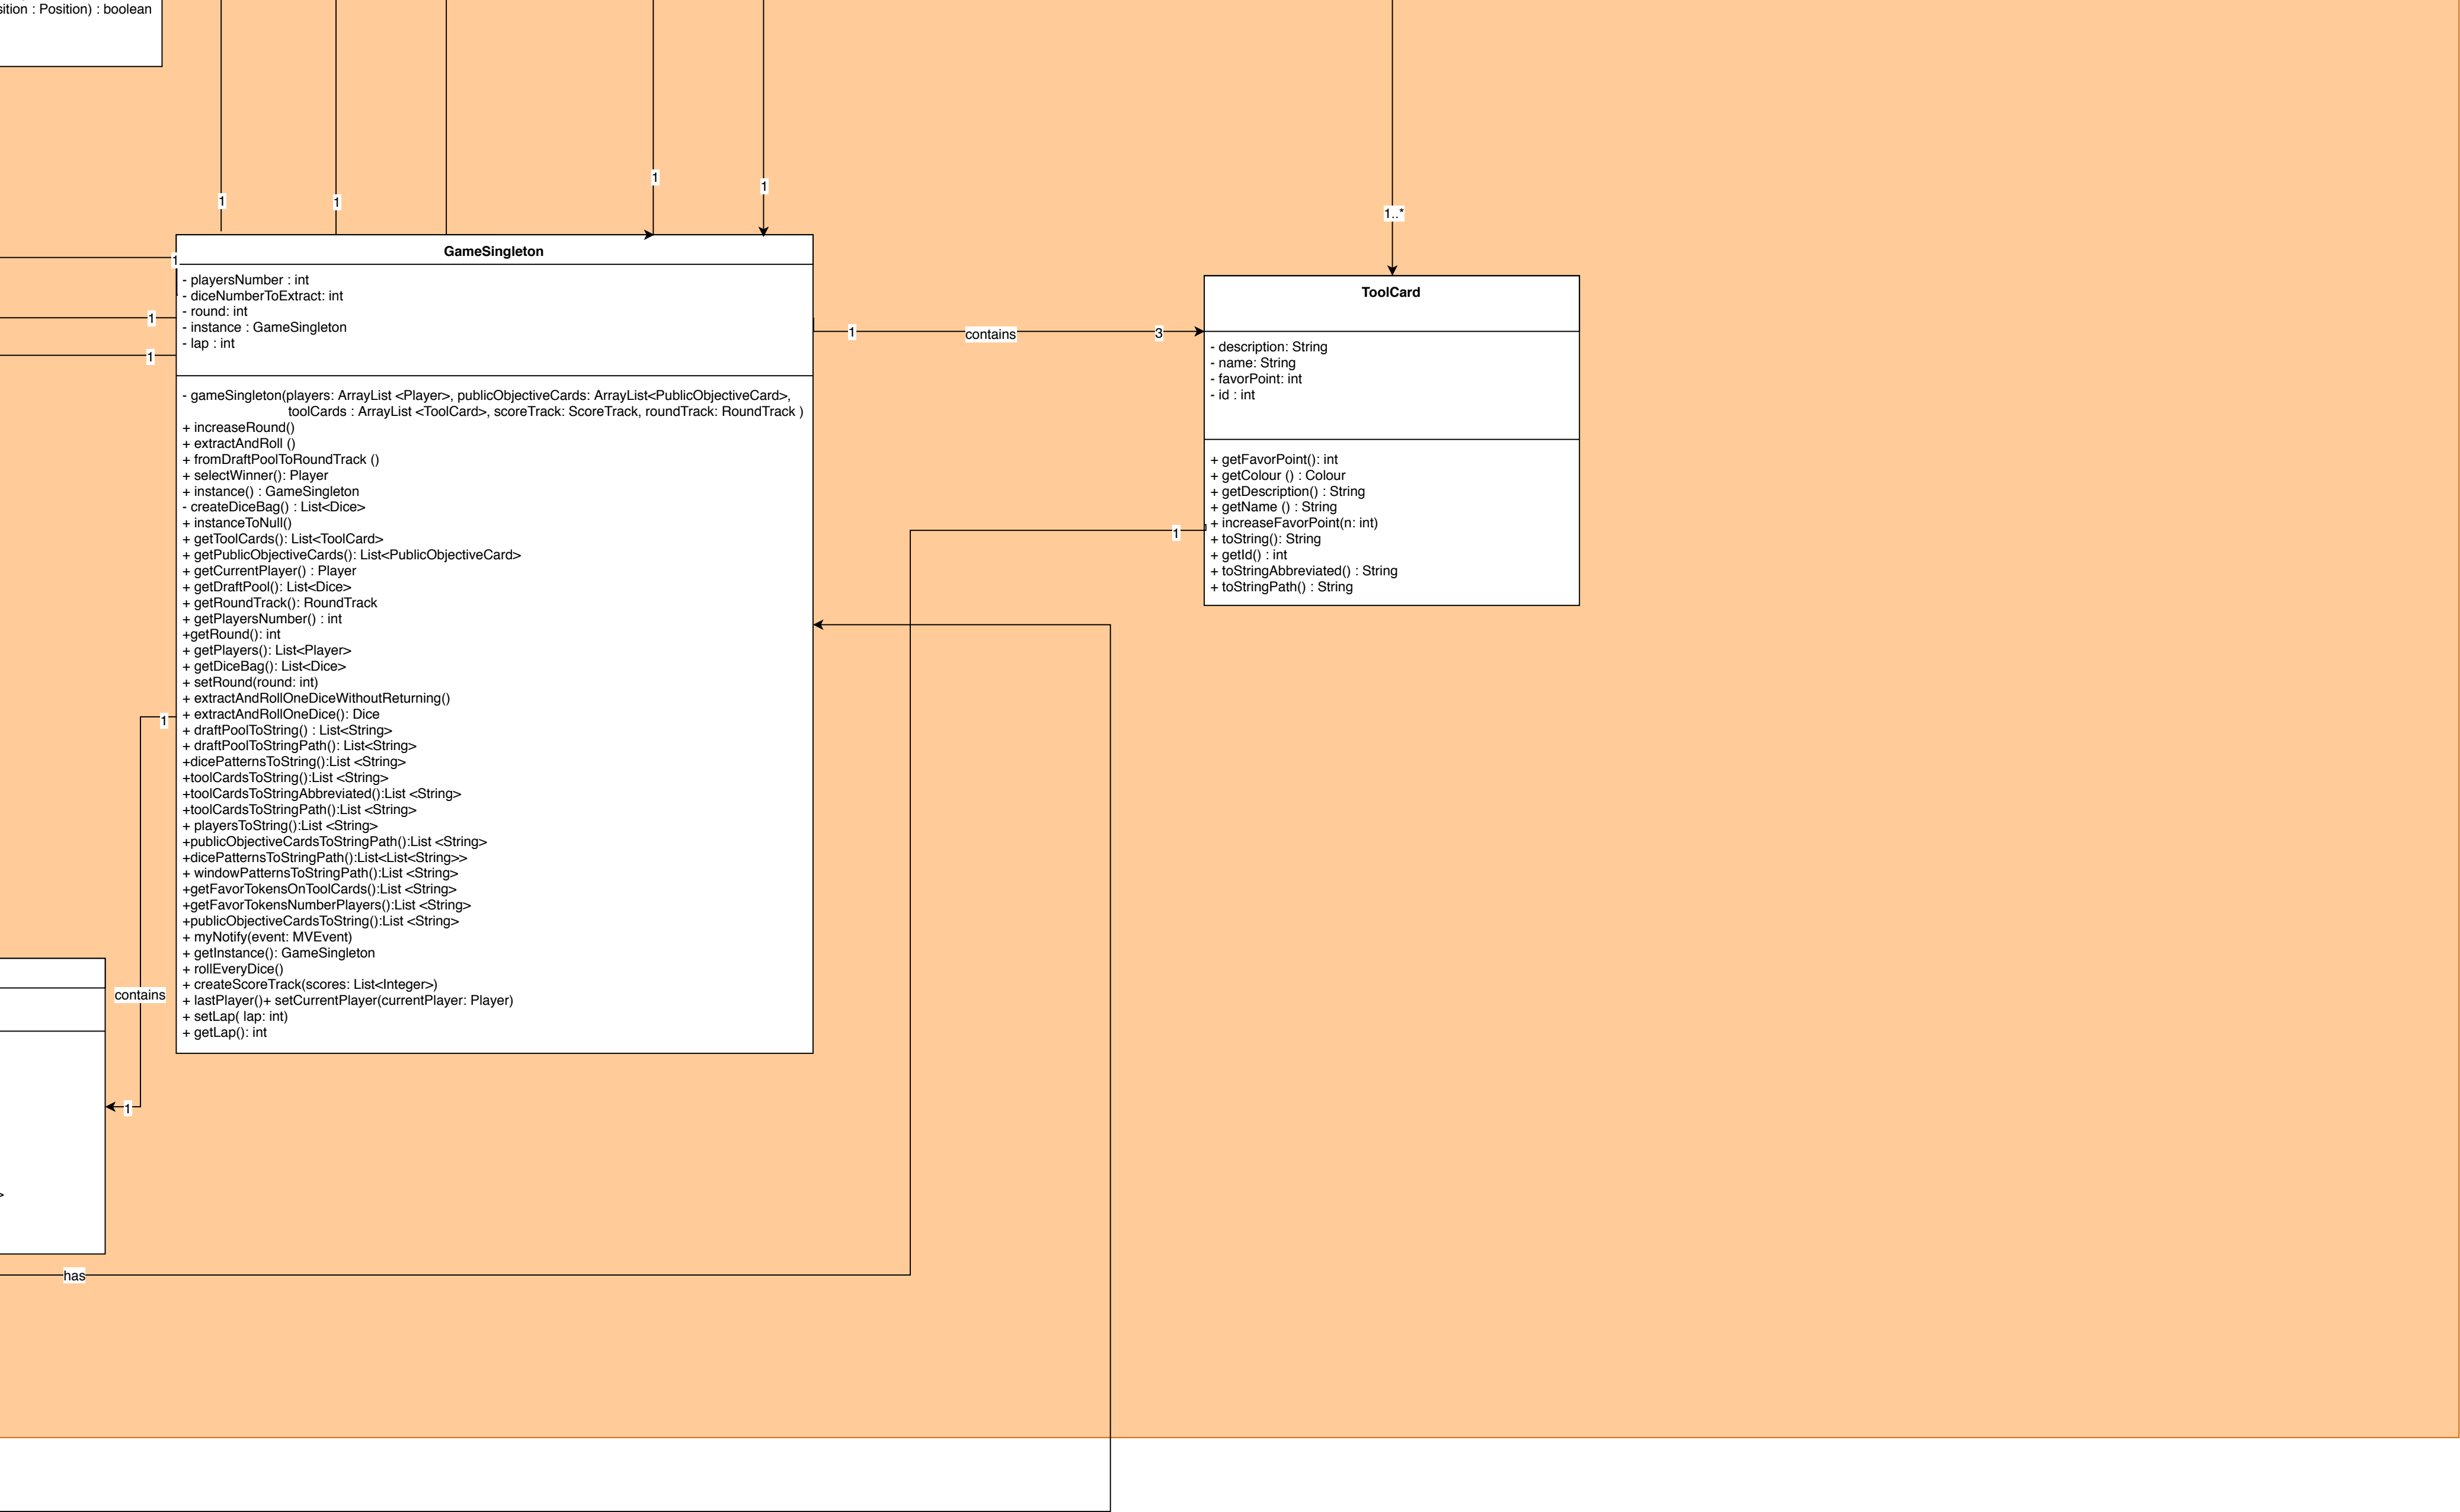 sition : Position) : boolean
1
1
1
1
1..*
1
1
1
GameSingleton
- playersNumber : int
- diceNumberToExtract: int
- round: int
- instance : GameSingleton
- lap : int
- gameSingleton(players: ArrayList <Player>, publicObjectiveCards: ArrayList<PublicObjectiveCard>,
toolCards : ArrayList <ToolCard>, scoreTrack: ScoreTrack, roundTrack: RoundTrack )
+ increaseRound()
+ extractAndRoll ()
+ fromDraftPoolToRoundTrack ()
+ selectWinner(): Player
+ instance() : GameSingleton
- createDiceBag() : List<Dice>
+ instanceToNull()
+ getToolCards(): List<ToolCard>
+ getPublicObjectiveCards(): List<PublicObjectiveCard>
+ getCurrentPlayer() : Player
+ getDraftPool(): List<Dice>
+ getRoundTrack(): RoundTrack
+ getPlayersNumber() : int
+getRound(): int
+ getPlayers(): List<Player>
+ getDiceBag(): List<Dice>
+ setRound(round: int)
+ extractAndRollOneDiceWithoutReturning()
+ extractAndRollOneDice(): Dice
+ draftPoolToString() : List<String>
+ draftPoolToStringPath(): List<String>
+dicePatternsToString():List <String>
+toolCardsToString():List <String>
+toolCardsToStringAbbreviated():List <String>
+toolCardsToStringPath():List <String>
+ playersToString():List <String>
+publicObjectiveCardsToStringPath():List <String>
+dicePatternsToStringPath():List<List<String>>
+ windowPatternsToStringPath():List <String>
+getFavorTokensOnToolCards():List <String>
+getFavorTokensNumberPlayers():List <String>
+publicObjectiveCardsToString():List <String>
+ myNotify(event: MVEvent)
+ getInstance(): GameSingleton
+ rollEveryDice()
+ createScoreTrack(scores: List<Integer>)
+ lastPlayer()+ setCurrentPlayer(currentPlayer: Player)
+ setLap( lap: int)
+ getLap(): int
1
contains
3
ToolCard
- description: String
- name: String
- favorPoint: int
- id : int
+ getFavorPoint(): int
+ getColour () : Colour
+ getDescription() : String
+ getName () : String
+ increaseFavorPoint(n: int)
+ toString(): String
+ getId() : int
+ toStringAbbreviated() : String
+ toStringPath() : String
1
1
contains
1
>
has